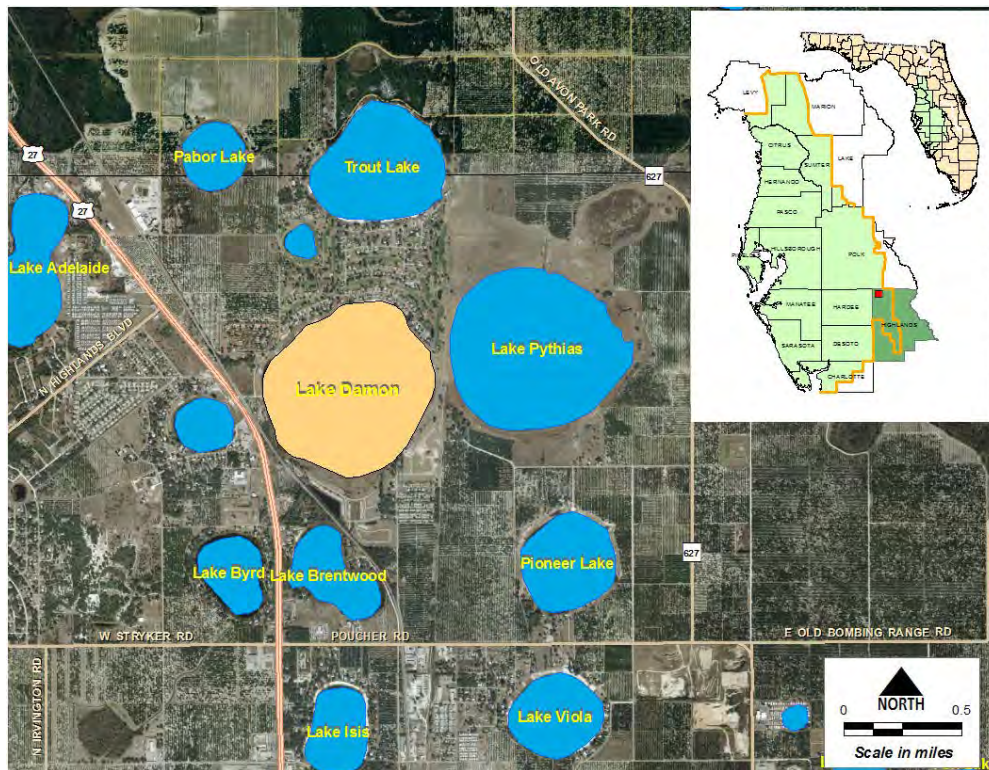 OLD AVON PARK RD
27
Pabor Lake
Trout Lake
627
27
Lake Adelaide
N HIGHLANDS BLVD
Lake Pythias
Lake Damon
Lake Byrd
Lake Brentwood
Pioneer Lake
627
W STRYKER RD
POUCHER RD
E OLD BOMBING RANGE RD
N IRVINGTON RD
Lake Isis
Lake Viola
LEVY
MARION
CITRUS
SUMTER
LAKE
HERNANDO
PASCO
HILLSBOROUGH
POLK
MANATEE
HARDEE
HIGHLANDS
SARASOTA
DESOTO
CHARLOTTE
NORTH
0 0.5
Scale in miles